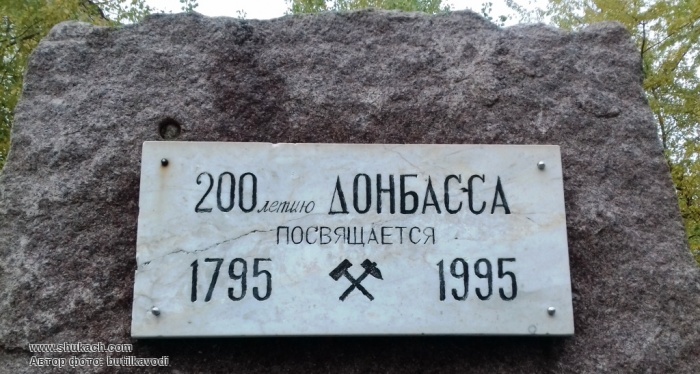 200летию ДОНБАССА
ПОСВЯЩАЕТСЯ
1795 1995
www.shukach.com
Автор фото: butilkavodi